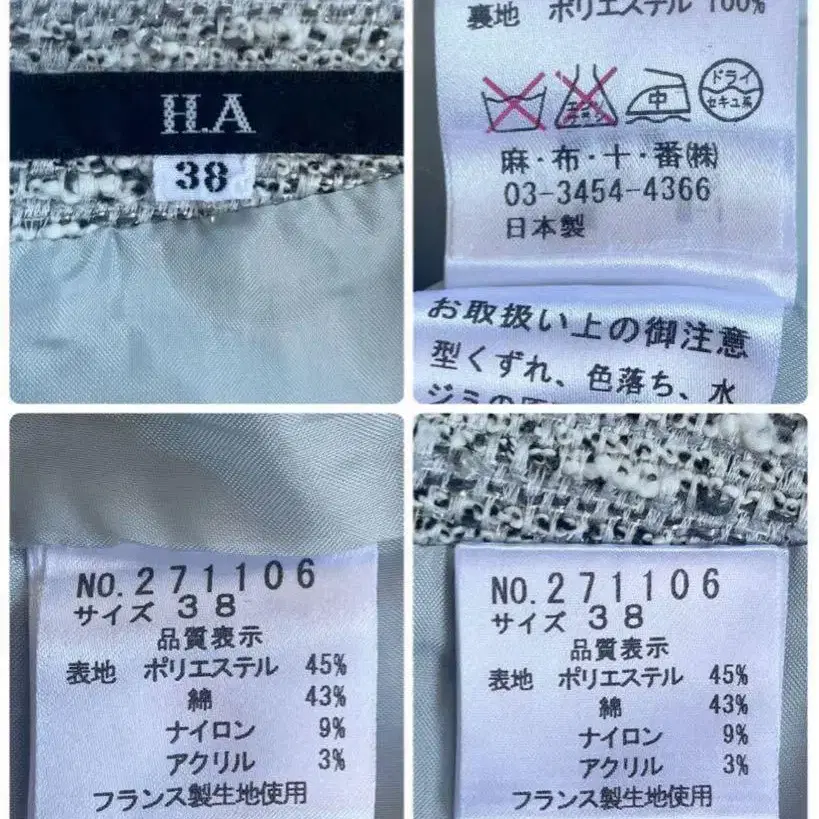 H.A
38
裏地 ポリエステル 100%
中
ドライ
セキユ系
麻・布・十・番㈱
03-3454-4366
日本製
お取扱い上の御注意
型くずれ、色落ち、水
NO.271106
サイズ 38
品質表示
表地 ポリエステル 45%
綿 43%
ナイロン 9%
アクリル 3%
フランス製生地使用
NO.271106
サイズ 38
品質表示
表地 ポリエステル 45%
綿 43%
ナイロン 9%
アクリル 3%
フランス製生地使用